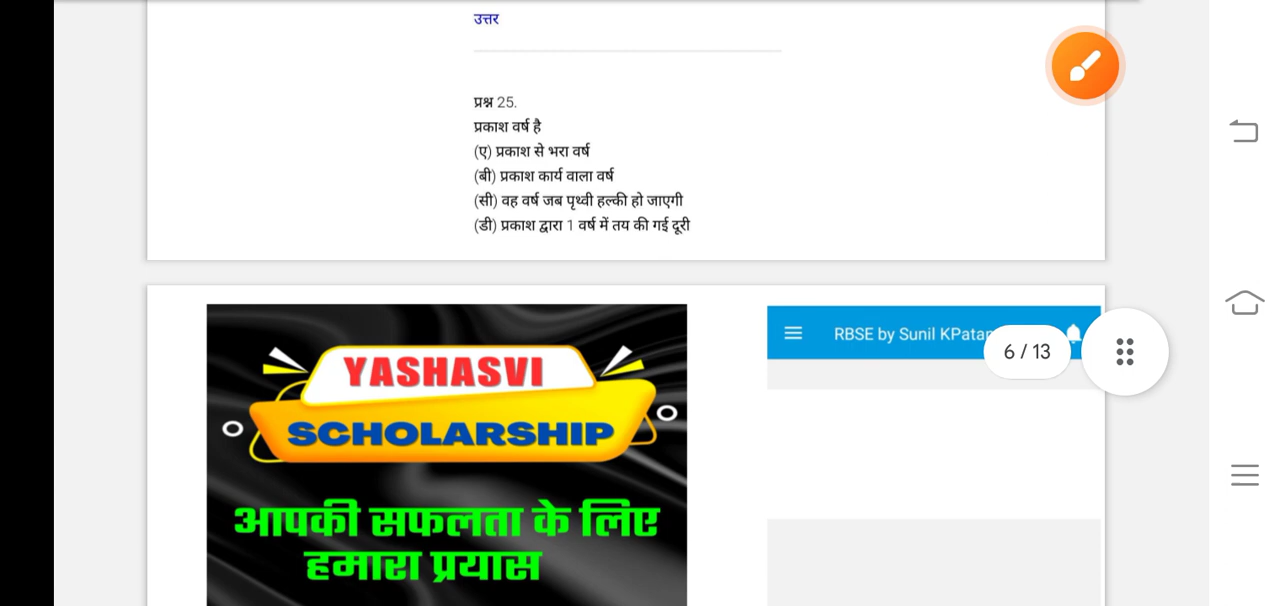 उत्तर
प्रश्न 25.
प्रकाश वर्ष है
(ए) प्रकाश से भरा वर्ष
(बी) प्रकाश कार्य वाला वर्ष
(सी) वह वर्ष जब पृथ्वी हल्की हो जाएगी
(डी) प्रकाश द्वारा 1 वर्ष में तय की गई दूरी
YASHASVI
SCHOLARSHIP
आपकी सफलता के लिए
हमारा प्रयास
RBSE by Sunil KPatan
6 / 13